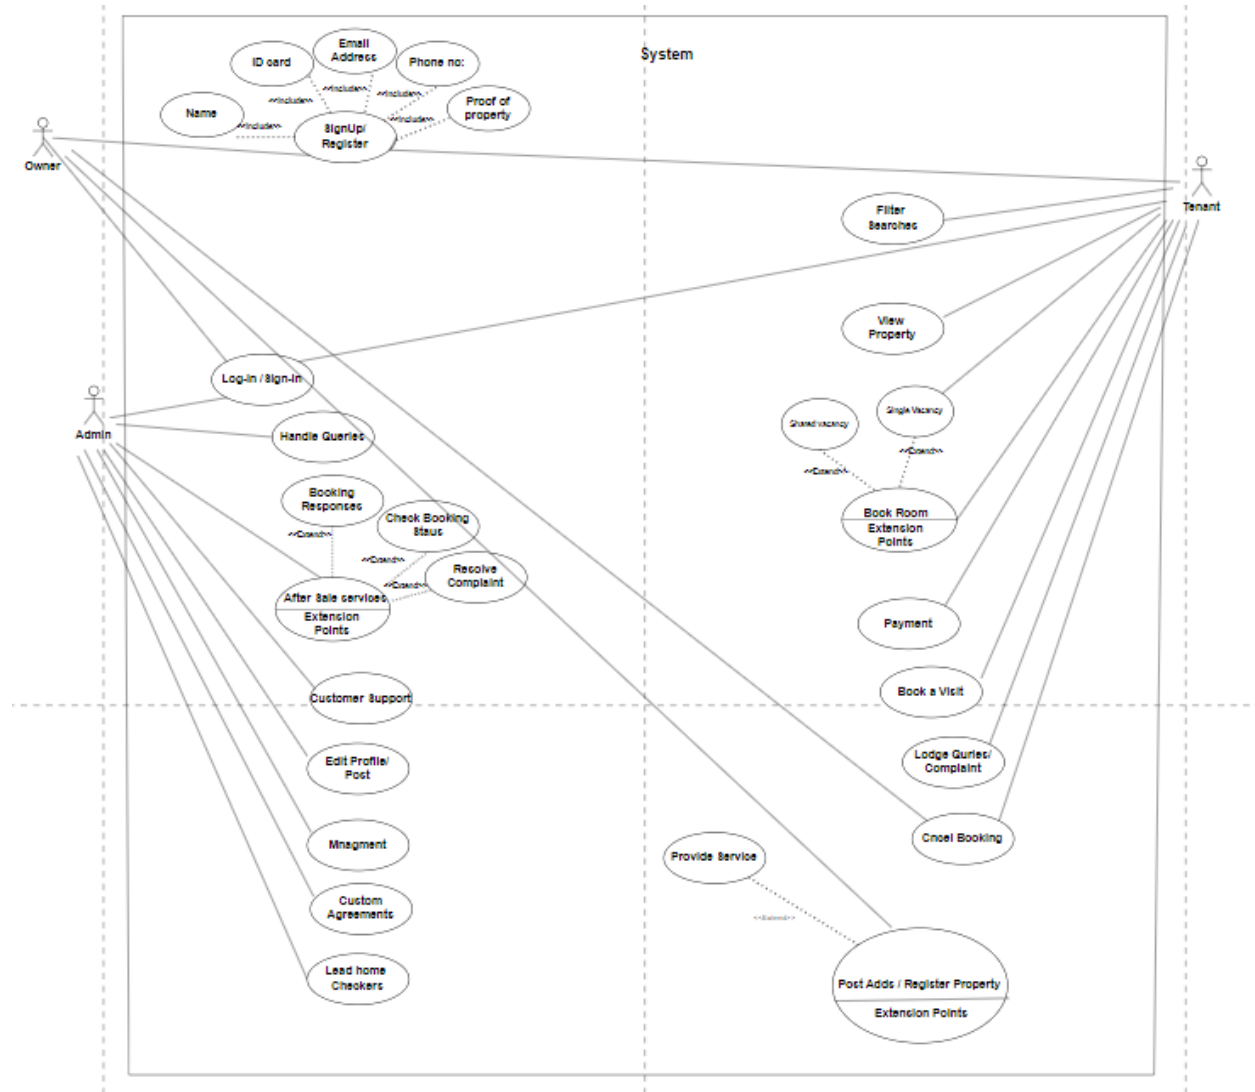 System
Email
Address
ID card
Phone no:
<<Include>>
<<Include>>
<<Include>>
Name
Proof of
property
<<Include>>
<<Include>>
SignUp/
Register
Owner
Tenant
Filter
Searches
View
Property
Log-in / Sign-in
Admin
Handle Queries
Single Vacancy
Shared vacancy
<<Extend>>
<<Extend>>
Booking
Responses
Check Booking
Staus
<<Extend>>
Book Room
Extension
Points
<<Extend>>
Resolve
Complaint
<<Extend>>
After Sale services
Extension
Points
Payment
Customer Support
Book a Visit
Edit Profile/
Post
Lodge Quries/
Complaint
Mnagment
Cncel Booking
Provide Service
Custom
Agreements
<<Extend>>
Lead home
Checkers
Post Adds / Register Property
Extension Points